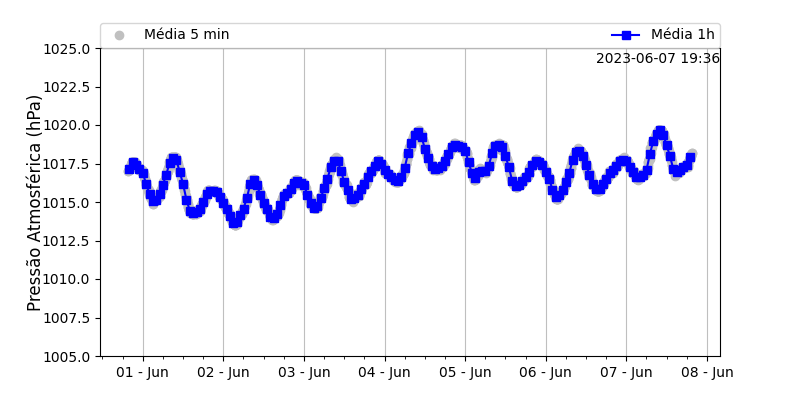 Média 5 min
Média 1h
2023-06-07 19:36
Pressão Atmosférica (hPa)
1025.0
1022.5
1020.0
1017.5
1015.0
1012.5
1010.0
1007.5
1005.0
01 - Jun
02 - Jun
03 - Jun
04 - Jun
05 - Jun
06 - Jun
07 - Jun
08 - Jun